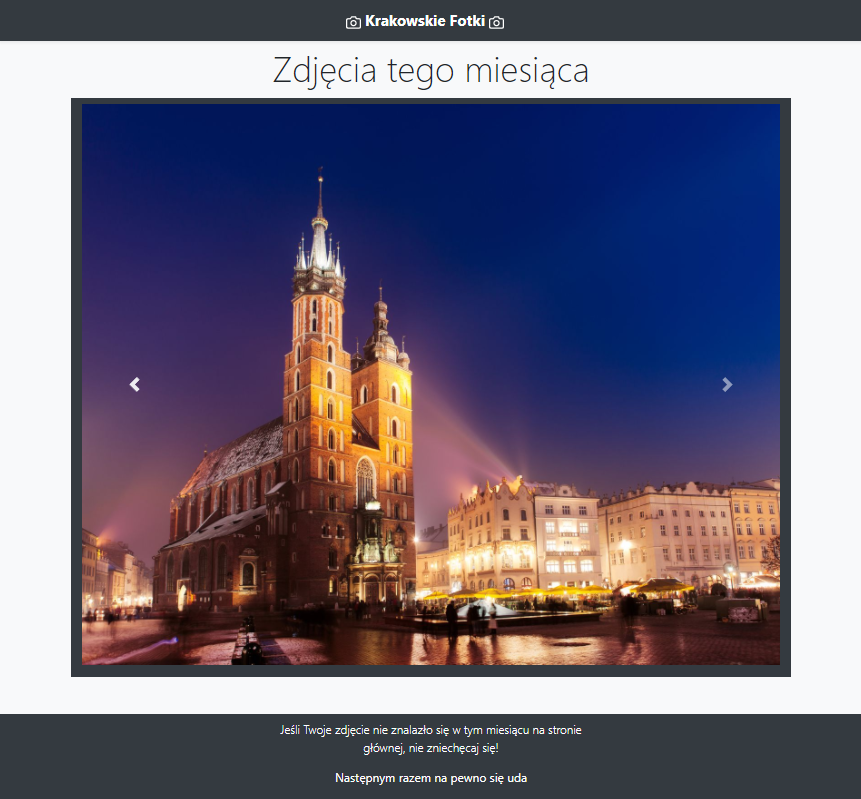 Krakowskie Fotki
Zdjęcia tego miesiąca
Jeśli Twoje zdjęcie nie znalazło się w tym miesiącu na stronie
głównej, nie zniechęcaj się!
Następnym razem na pewno się uda